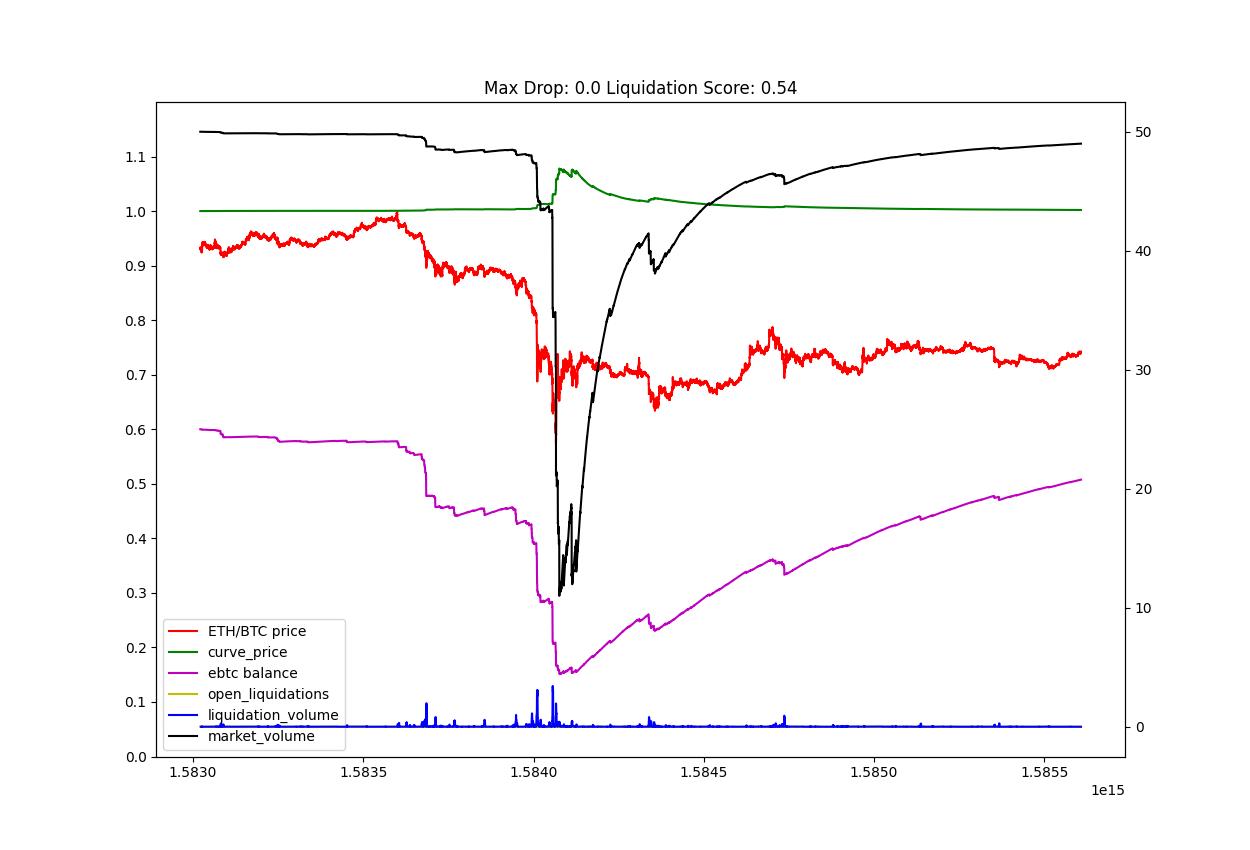 Max Drop: 0.0 Liquidation Score: 0.54
1.1
1.0
0.9
0.8
0.7
0.6
0.5
0.4
0.3
0.2
0.1
0.0
50
40
30
20
10
0
ETH/BTC price
curve_price
ebtc balance
open_liquidations
liquidation_volume
market_volume
1.5830 1.5835 1.5840 1.5845 1.5850 1.5855
1e15